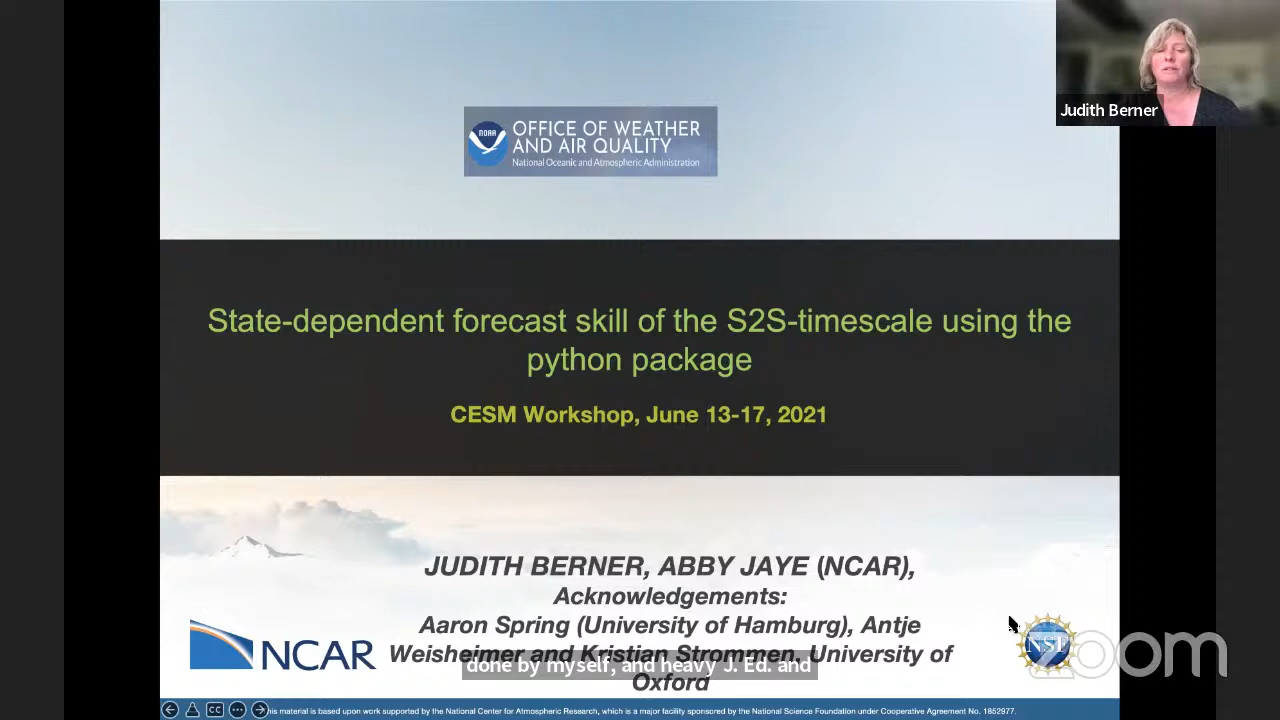 Judith Berner
NOAA
OFFICE OF WEATHER
AND AIR QUALITY
National Oceanic and Atmospheric Administration
State-dependent forecast skill of the S2S-timescale using the
python package
CESM Workshop, June 13-17, 2021
JUDITH BERNER, ABBY JAYE (NCAR),
Acknowledgements:
Aaron Spring (University of Hamburg), Antje
Weisheimer and Kristian Strommen, University of
Oxford
done by myself, and heavy J. Ed. and
NCAR
NSF
zoom
CC
his material is based upon work supported by the National Center for Atmospheric Research, which is a major facility sponsored by the National Science Foundation under Cooperative Agreement No. 1852977.